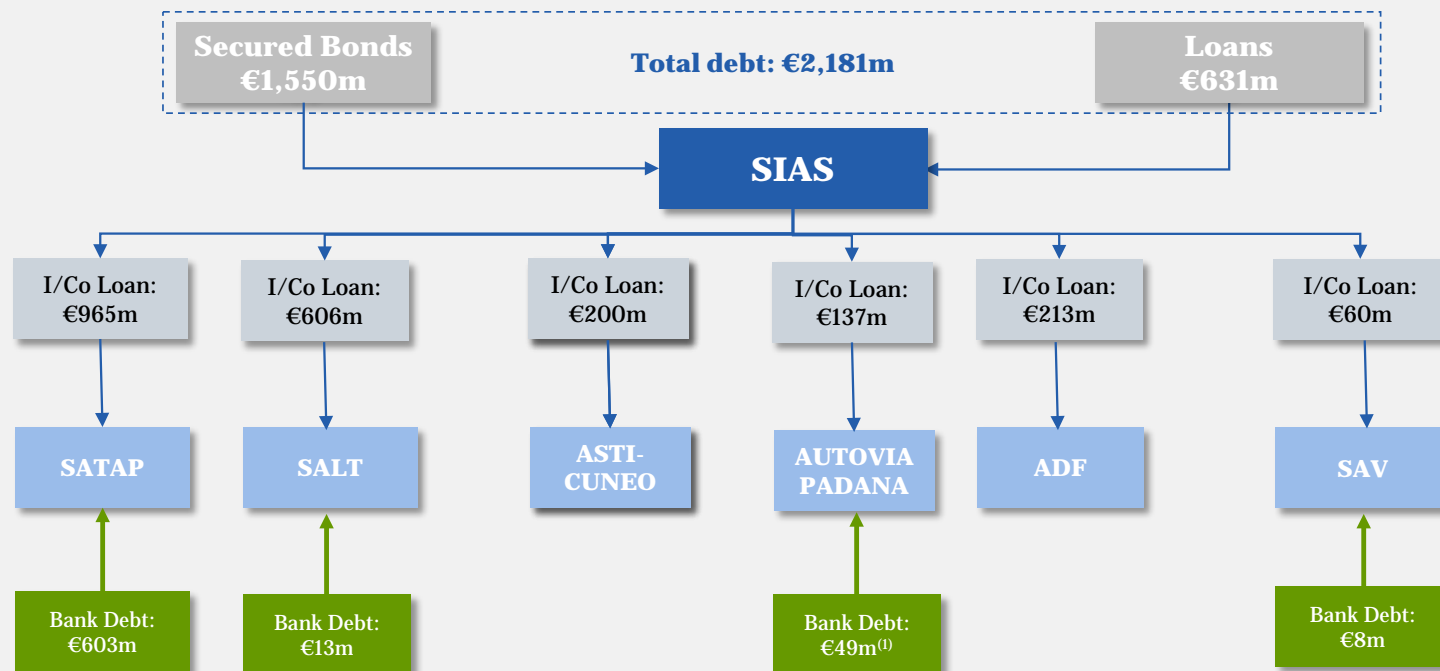 Secured Bonds
€1,550m
Total debt: €2,181m
Loans
€631m
SIAS
I/Co Loan:
€965m
I/Co Loan:
€606m
I/Co Loan:
€200m
I/Co Loan:
€137m
I/Co Loan:
€213m
I/Co Loan:
€60m
SATAP
SALT
ASTI-
CUNEO
AUTOVIA
PADANA
ADF
SAV
Bank Debt:
€603m
Bank Debt:
€13m
Bank Debt:
€49m(1)
Bank Debt:
€8m